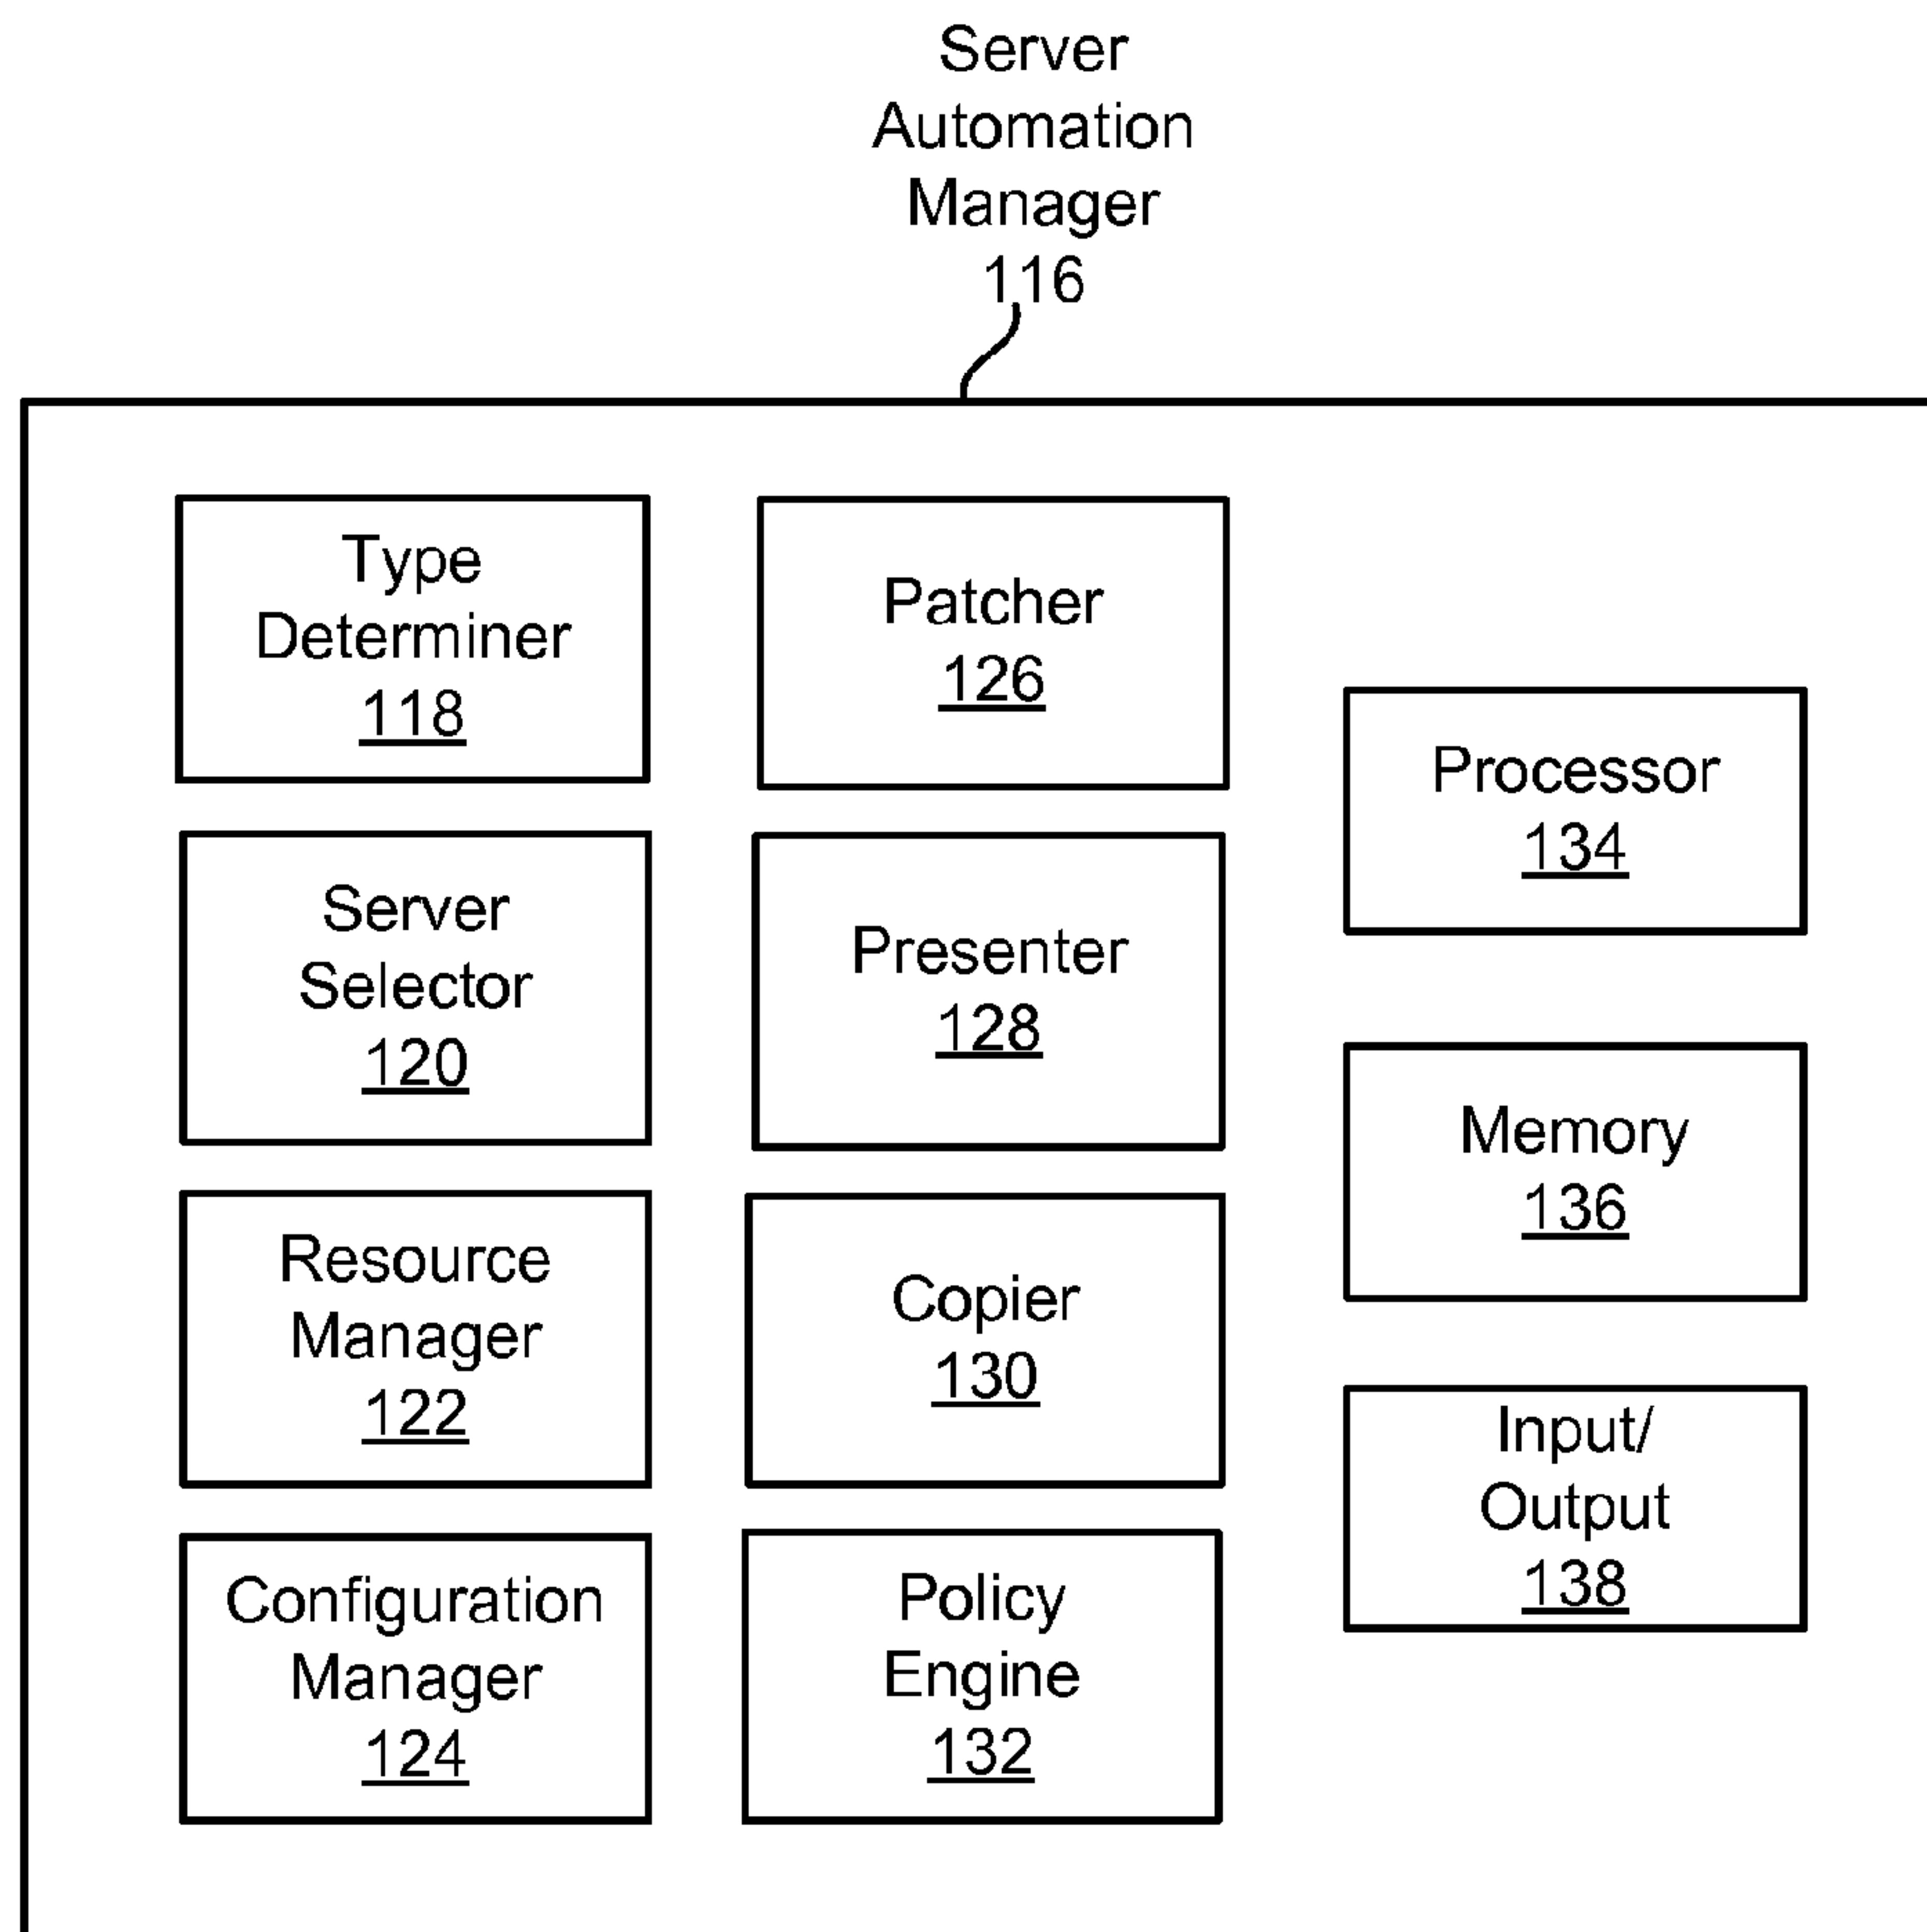 Server
Automation
Manager
116
Type
Determiner
118
Server
Selector
120
Resource
Manager
122
Configuration
Manager
124
Patcher
126
Presenter
128
Copier
130
Policy
Engine
132
Processor
134
Memory
136
Input/
Output
138